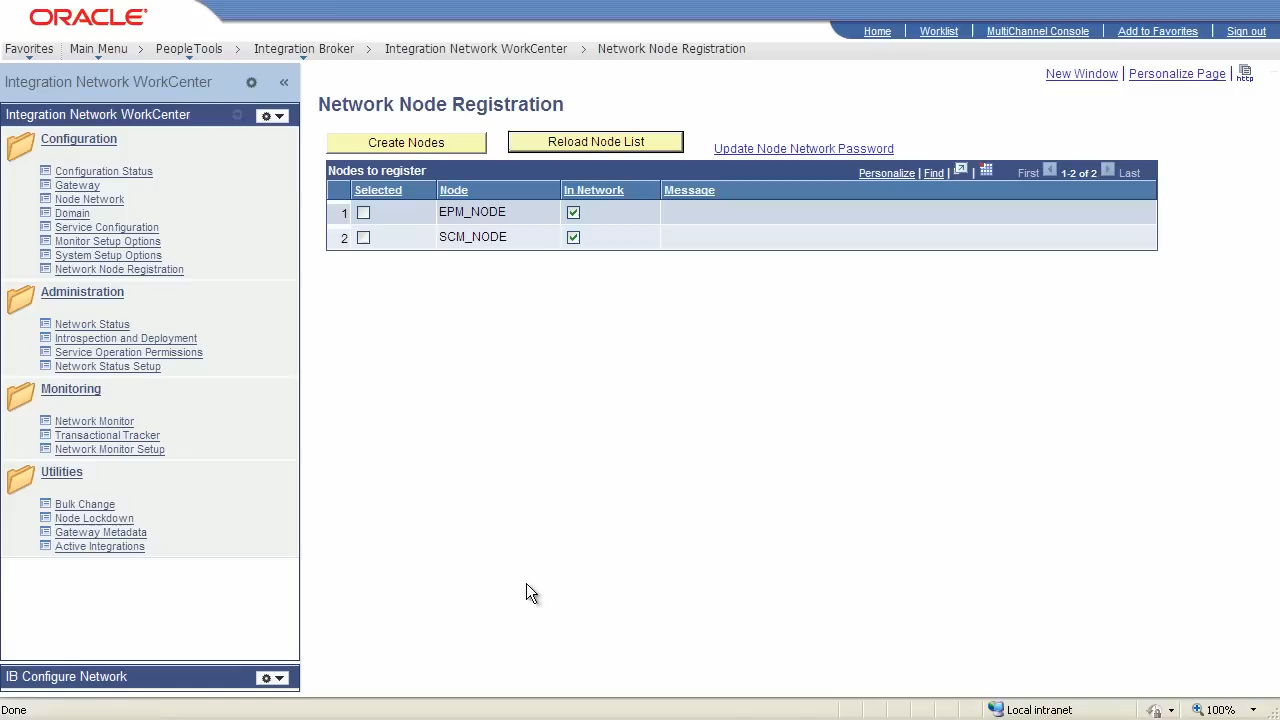 ORACLE
Home | Worklist | MultiChannel Console | Add to Favorites | Sign out
Favorites Main Menu > PeopleTools > Integration Broker > Integration Network WorkCenter > Network Node Registration
Integration Network WorkCenter «
New Window | Personalize Page | http
Integration Network WorkCenter
Configuration
Configuration Status
Gateway
Node Network
Domain
Service Configuration
Monitor Setup Options
System Setup Options
Network Node Registration
Administration
Network Status
Introspection and Deployment
Service Operation Permissions
Network Status Setup
Monitoring
Network Monitor
Transactional Tracker
Network Monitor Setup
Utilities
Bulk Change
Node Lockdown
Gateway Metadata
Active Integrations
IB Configure Network
Network Node Registration
Create Nodes Reload Node List Update Node Network Password
Nodes to register Personalize | Find | | First 1-2 of 2 Last
Selected Node In Network Message
1 EPM_NODE
2 SCM_NODE
Done Local intranet 100%